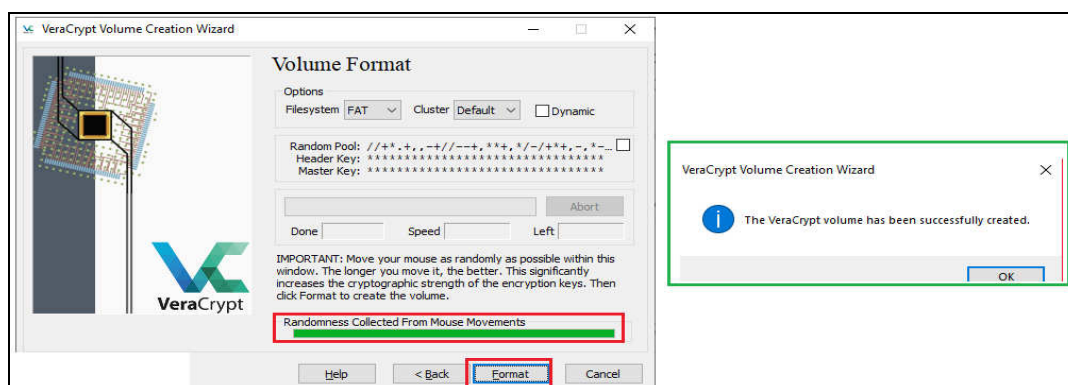 VeraCrypt Volume Creation Wizard
Volume Format
Options
Filesystem FAT Cluster Default Dynamic
Random Pool: //+*.+,,-+//--+,**+,*/-/+*+,-,*-...
Header Key: ********************************
Master Key: ********************************
Abort
Done Speed Left
IMPORTANT: Move your mouse as randomly as possible within this
window. The longer you move it, the better. This significantly
increases the cryptographic strength of the encryption keys. Then
click Format to create the volume.
Randomness Collected From Mouse Movements
VeraCrypt
Help < Back Format Cancel
VeraCrypt Volume Creation Wizard
The VeraCrypt volume has been successfully created.
OK